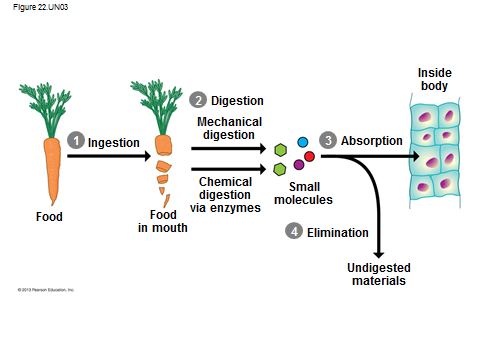 Figure 22.UN03
Inside
body
2 Digestion
Mechanical
digestion
1 Ingestion
3 Absorption
Chemical
digestion
via enzymes
Small
molecules
Food
Food
in mouth
4 Elimination
Undigested
materials
© 2013 Pearson Education, Inc.